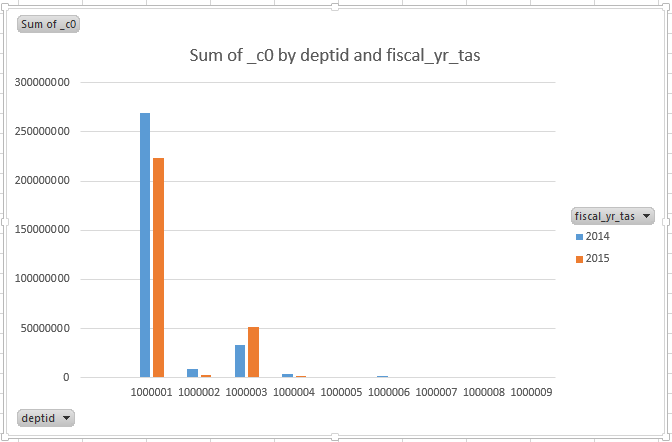 Sum of _c0
Sum of _c0 by deptid and fiscal_yr_tas
300000000
250000000
200000000
150000000
100000000
50000000
0
1000001 1000002 1000003 1000004 1000005 1000006 1000007 1000008 1000009
fiscal_yr_tas
2014
2015
deptid